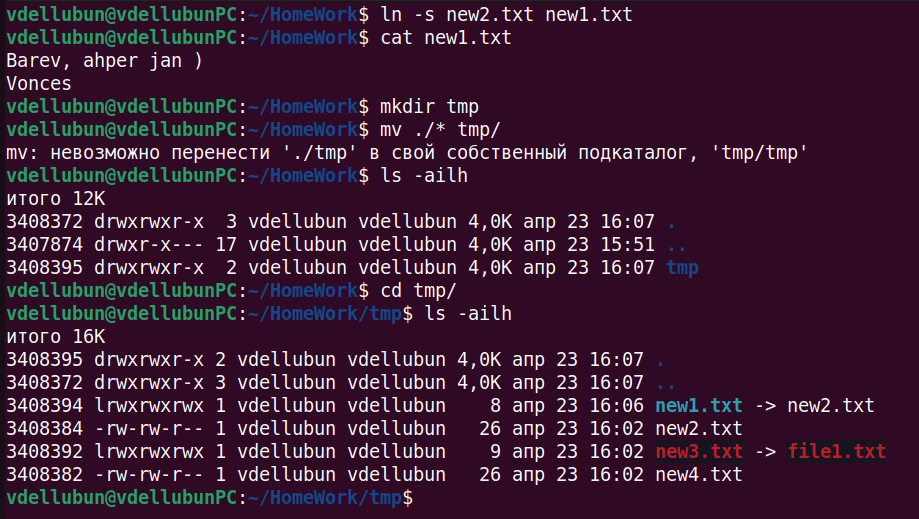 vdellubun@vdellubunPC:~/HomeWork$ ln -s new2.txt new1.txt
vdellubun@vdellubunPC:~/HomeWork$ cat new1.txt
Barev, ahper jan )
Vonces
vdellubun@vdellubunPC:~/HomeWork$ mkdir tmp
vdellubun@vdellubunPC:~/HomeWork$ mv ./* tmp/
mv: невозможно перенести './tmp' в свой собственный подкаталог, 'tmp/tmp'
vdellubun@vdellubunPC:~/HomeWork$ ls -ailh
итого 12K
3408372 drwxrwxr-x  3 vdellubun vdellubun 4,0K апр 23 16:07 .
3407874 drwxr-x--- 17 vdellubun vdellubun 4,0K апр 23 15:51 ..
3408395 drwxrwxr-x  2 vdellubun vdellubun 4,0K апр 23 16:07 tmp
vdellubun@vdellubunPC:~/HomeWork$ cd tmp/
vdellubun@vdellubunPC:~/HomeWork/tmp$ ls -ailh
итого 16K
3408395 drwxrwxr-x 2 vdellubun vdellubun 4,0K апр 23 16:07 .
3408372 drwxrwxr-x 3 vdellubun vdellubun 4,0K апр 23 16:07 ..
3408394 lrwxrwxrwx 1 vdellubun vdellubun    8 апр 23 16:06 new1.txt -> new2.txt
3408384 -rw-rw-r-- 1 vdellubun vdellubun   26 апр 23 16:02 new2.txt
3408392 lrwxrwxrwx 1 vdellubun vdellubun    9 апр 23 16:02 new3.txt -> file1.txt
3408382 -rw-rw-r-- 1 vdellubun vdellubun   26 апр 23 16:02 new4.txt
vdellubun@vdellubunPC:~/HomeWork/tmp$